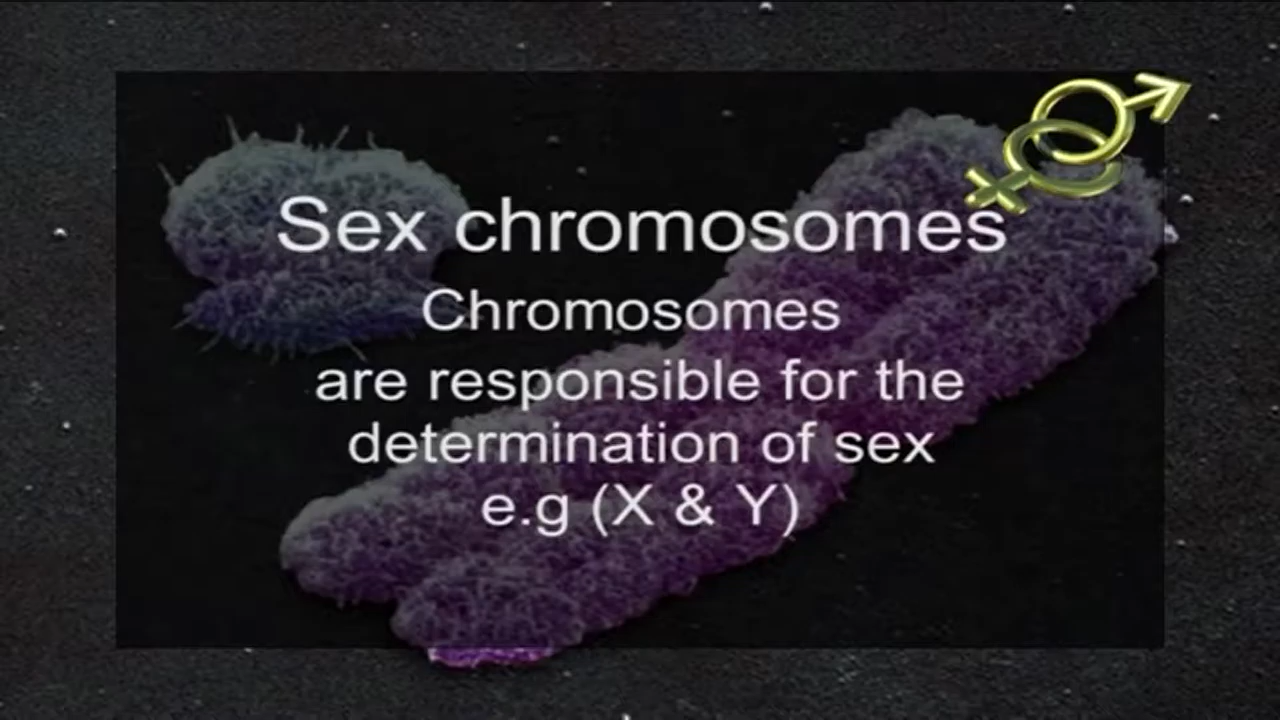 Sex chromosomes
Chromosomes
are responsible for the
determination of sex
e.g (X & Y)